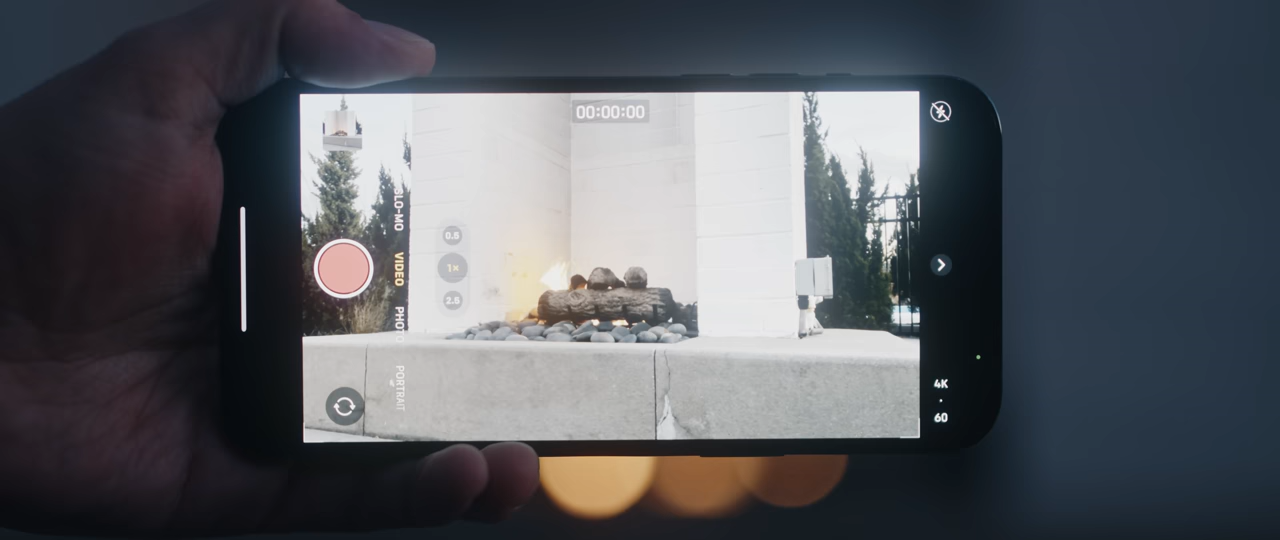 00:00:00
SLO-MO
VIDEO
PHOTO
PORTRAIT
0.5
1×
2.5
4K
60